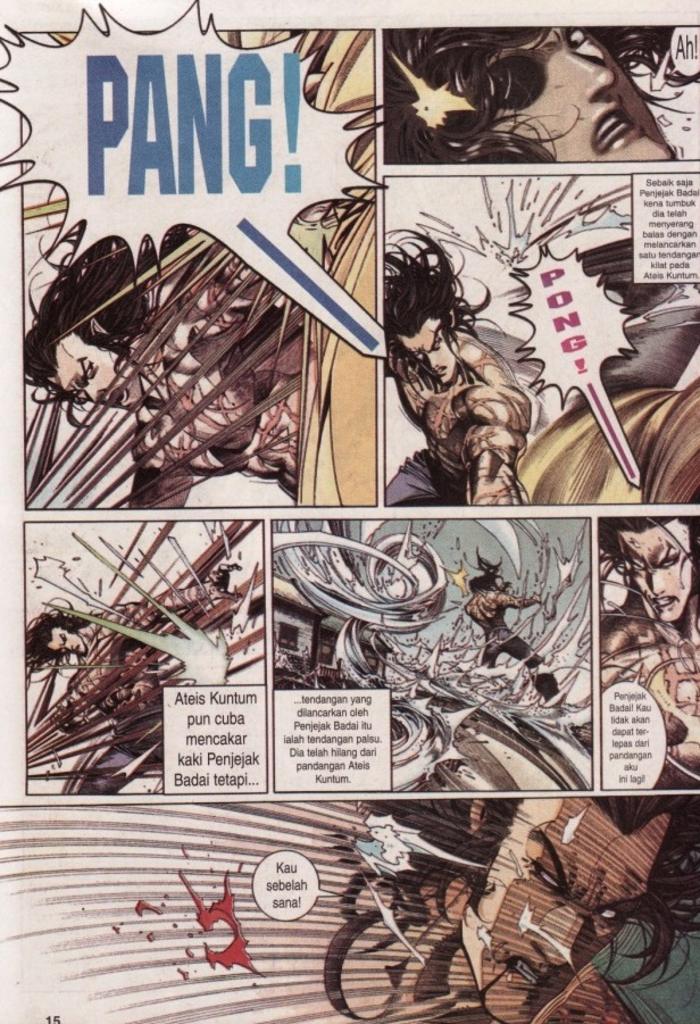 PANG!
Ah!
Sebaik saja
Penjejak Badai
kena tumbuk
dia telah
menyerang
balas dengan
melancarkan
satu tendangan
kilat pada
Ateis Kuntum.
PONG!
Ateis Kuntum
pun cuba
mencakar
kaki Penjejak
Badai tetapi...
...tendangan yang
dilancarkan oleh
Penjejak Badai itu
ialah tendangan palsu.
Dia telah hilang dari
pandangan Ateis
Kuntum.
Penjejak
Badai! Kau
tidak akan
dapat ter-
lepas dari
pandangan
aku
ini lagi!
Kau
sebelah
sana!
15